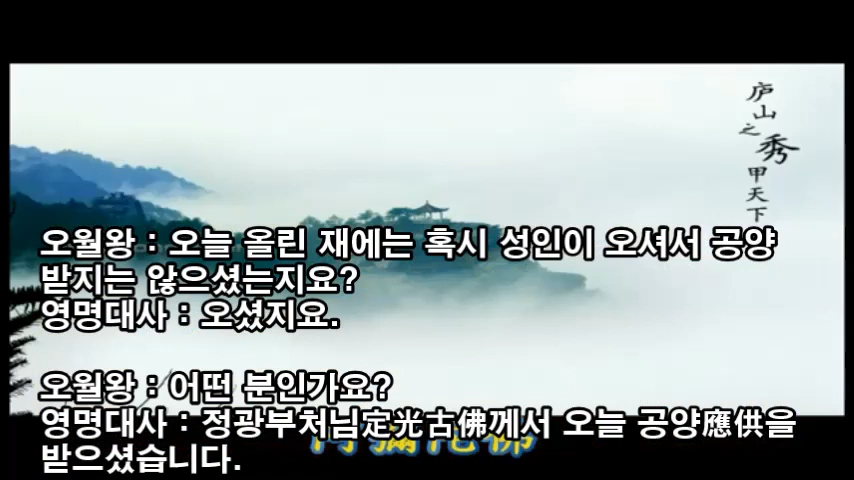 庐山之秀甲天下
오월왕 : 오늘 올린 재에는 혹시 성인이 오셔서 공양
받지는 않으셨는지요?
영명대사 : 오셨지요.
오월왕 : 어떤 분인가요?
영명대사 : 정광부처님定光古佛께서 오늘 공양應供을
받으셨습니다.
阿彌陀佛